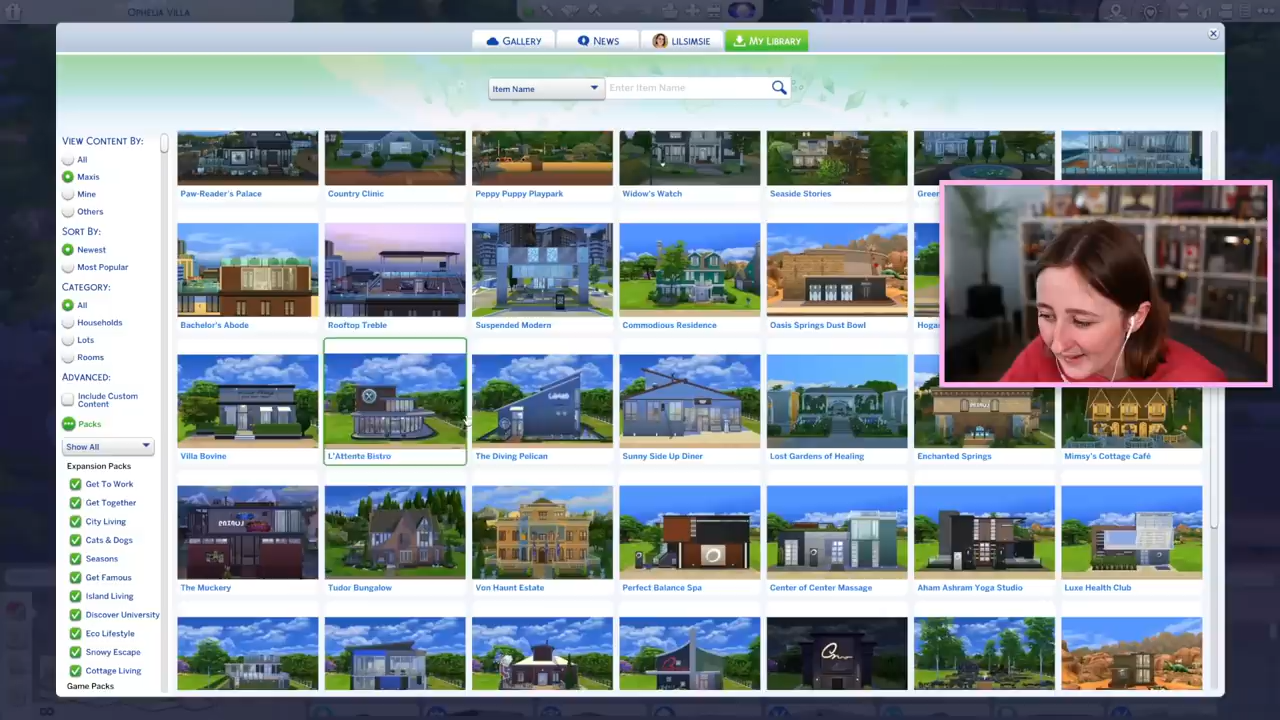 OPHELIA VILLA
GALLERY
NEWS
LILSIMSIE
MY LIBRARY
Item Name
Enter Item Name
VIEW CONTENT BY:
All
Maxis
Mine
Others
SORT BY:
Newest
Most Popular
CATEGORY:
All
Households
Lots
Rooms
ADVANCED:
Include Custom
Content
Packs
Show All
Expansion Packs
Get To Work
Get Together
City Living
Cats & Dogs
Seasons
Get Famous
Island Living
Discover University
Eco Lifestyle
Snowy Escape
Cottage Living
Game Packs
Paw-Reader's Palace
Country Clinic
Peppy Puppy Playpark
Widow's Watch
Seaside Stories
Bachelor's Abode
Rooftop Treble
Suspended Modern
Commodious Residence
Oasis Springs Dust Bowl
Villa Bovine
L'Attente Bistro
The Diving Pelican
Sunny Side Up Diner
Lost Gardens of Healing
Enchanted Springs
Mimsy's Cottage Café
The Muckery
Tudor Bungalow
Von Haunt Estate
Perfect Balance Spa
Center of Center Massage
Aham Ashram Yoga Studio
Luxe Health Club